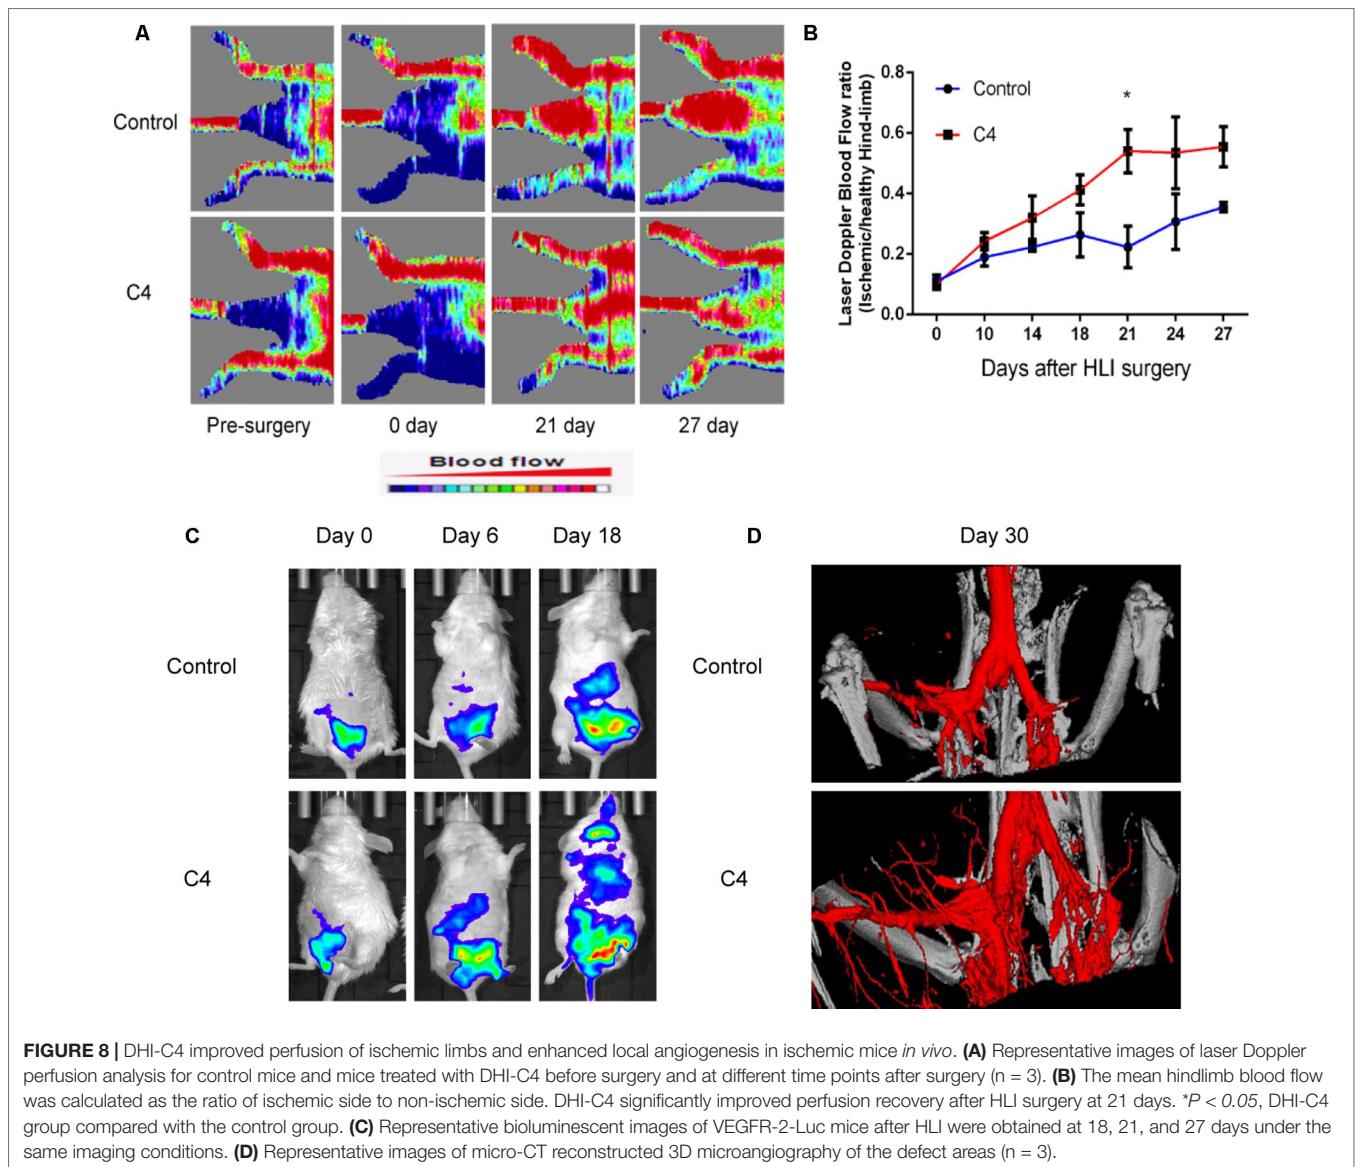 A
Control
C4
Pre-surgery
0 day
21 day
27 day
Blood flow
B
Laser Doppler Blood Flow ratio
(Ischemic/healthy Hind-limb)
0.8
0.6
0.4
0.2
0.0
Control
C4
*
0
10
14
18
21
24
27
Days after HLI surgery
C
Day 0
Day 6
Day 18
Control
C4
D
Day 30
Control
C4
FIGURE 8 | DHI-C4 improved perfusion of ischemic limbs and enhanced local angiogenesis in ischemic mice in vivo. (A) Representative images of laser Doppler
perfusion analysis for control mice and mice treated with DHI-C4 before surgery and at different time points after surgery (n = 3). (B) The mean hindlimb blood flow
was calculated as the ratio of ischemic side to non-ischemic side. DHI-C4 significantly improved perfusion recovery after HLI surgery at 21 days. *P < 0.05, DHI-C4
group compared with the control group. (C) Representative bioluminescent images of VEGFR-2-Luc mice after HLI were obtained at 18, 21, and 27 days under the
same imaging conditions. (D) Representative images of micro-CT reconstructed 3D microangiography of the defect areas (n = 3).